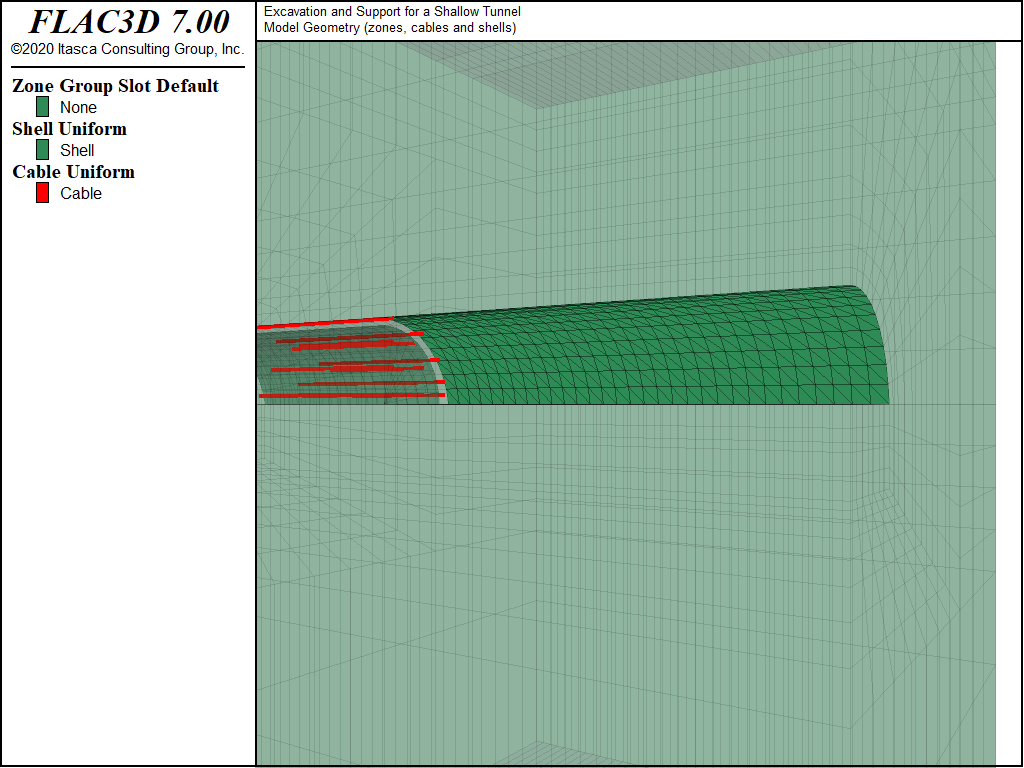 FLAC3D 7.00
©2020 Itasca Consulting Group, Inc.
Zone Group Slot Default
None
Shell Uniform
Shell
Cable Uniform
Cable
Excavation and Support for a Shallow Tunnel
Model Geometry (zones, cables and shells)